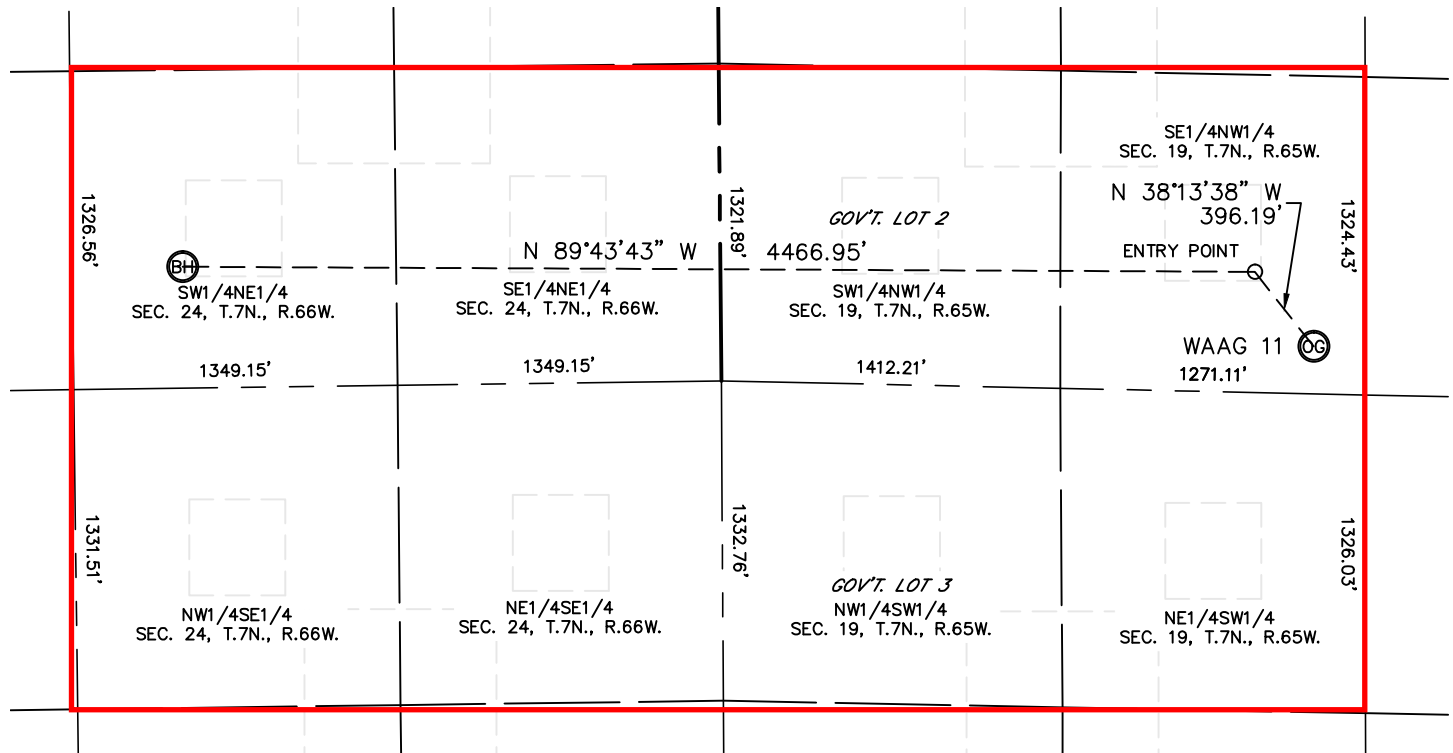 SE1/4NW1/4
SEC. 19, T.7N., R.65W.
N 38°13'38" W
396.19'
1326.56'
1321.89'
1324.43'
GOV'T. LOT 2
N 89°43'43" W 4466.95'
ENTRY POINT
BH
SW1/4NE1/4
SEC. 24, T.7N., R.66W.
SE1/4NE1/4
SEC. 24, T.7N., R.66W.
SW1/4NW1/4
SEC. 19, T.7N., R.65W.
WAAG 11
OG
1349.15'
1349.15'
1412.21'
1271.11'
1331.51'
1332.76'
1326.03'
NW1/4SE1/4
SEC. 24, T.7N., R.66W.
NE1/4SE1/4
SEC. 24, T.7N., R.66W.
GOV'T. LOT 3
NW1/4SW1/4
SEC. 19, T.7N., R.65W.
NE1/4SW1/4
SEC. 19, T.7N., R.65W.